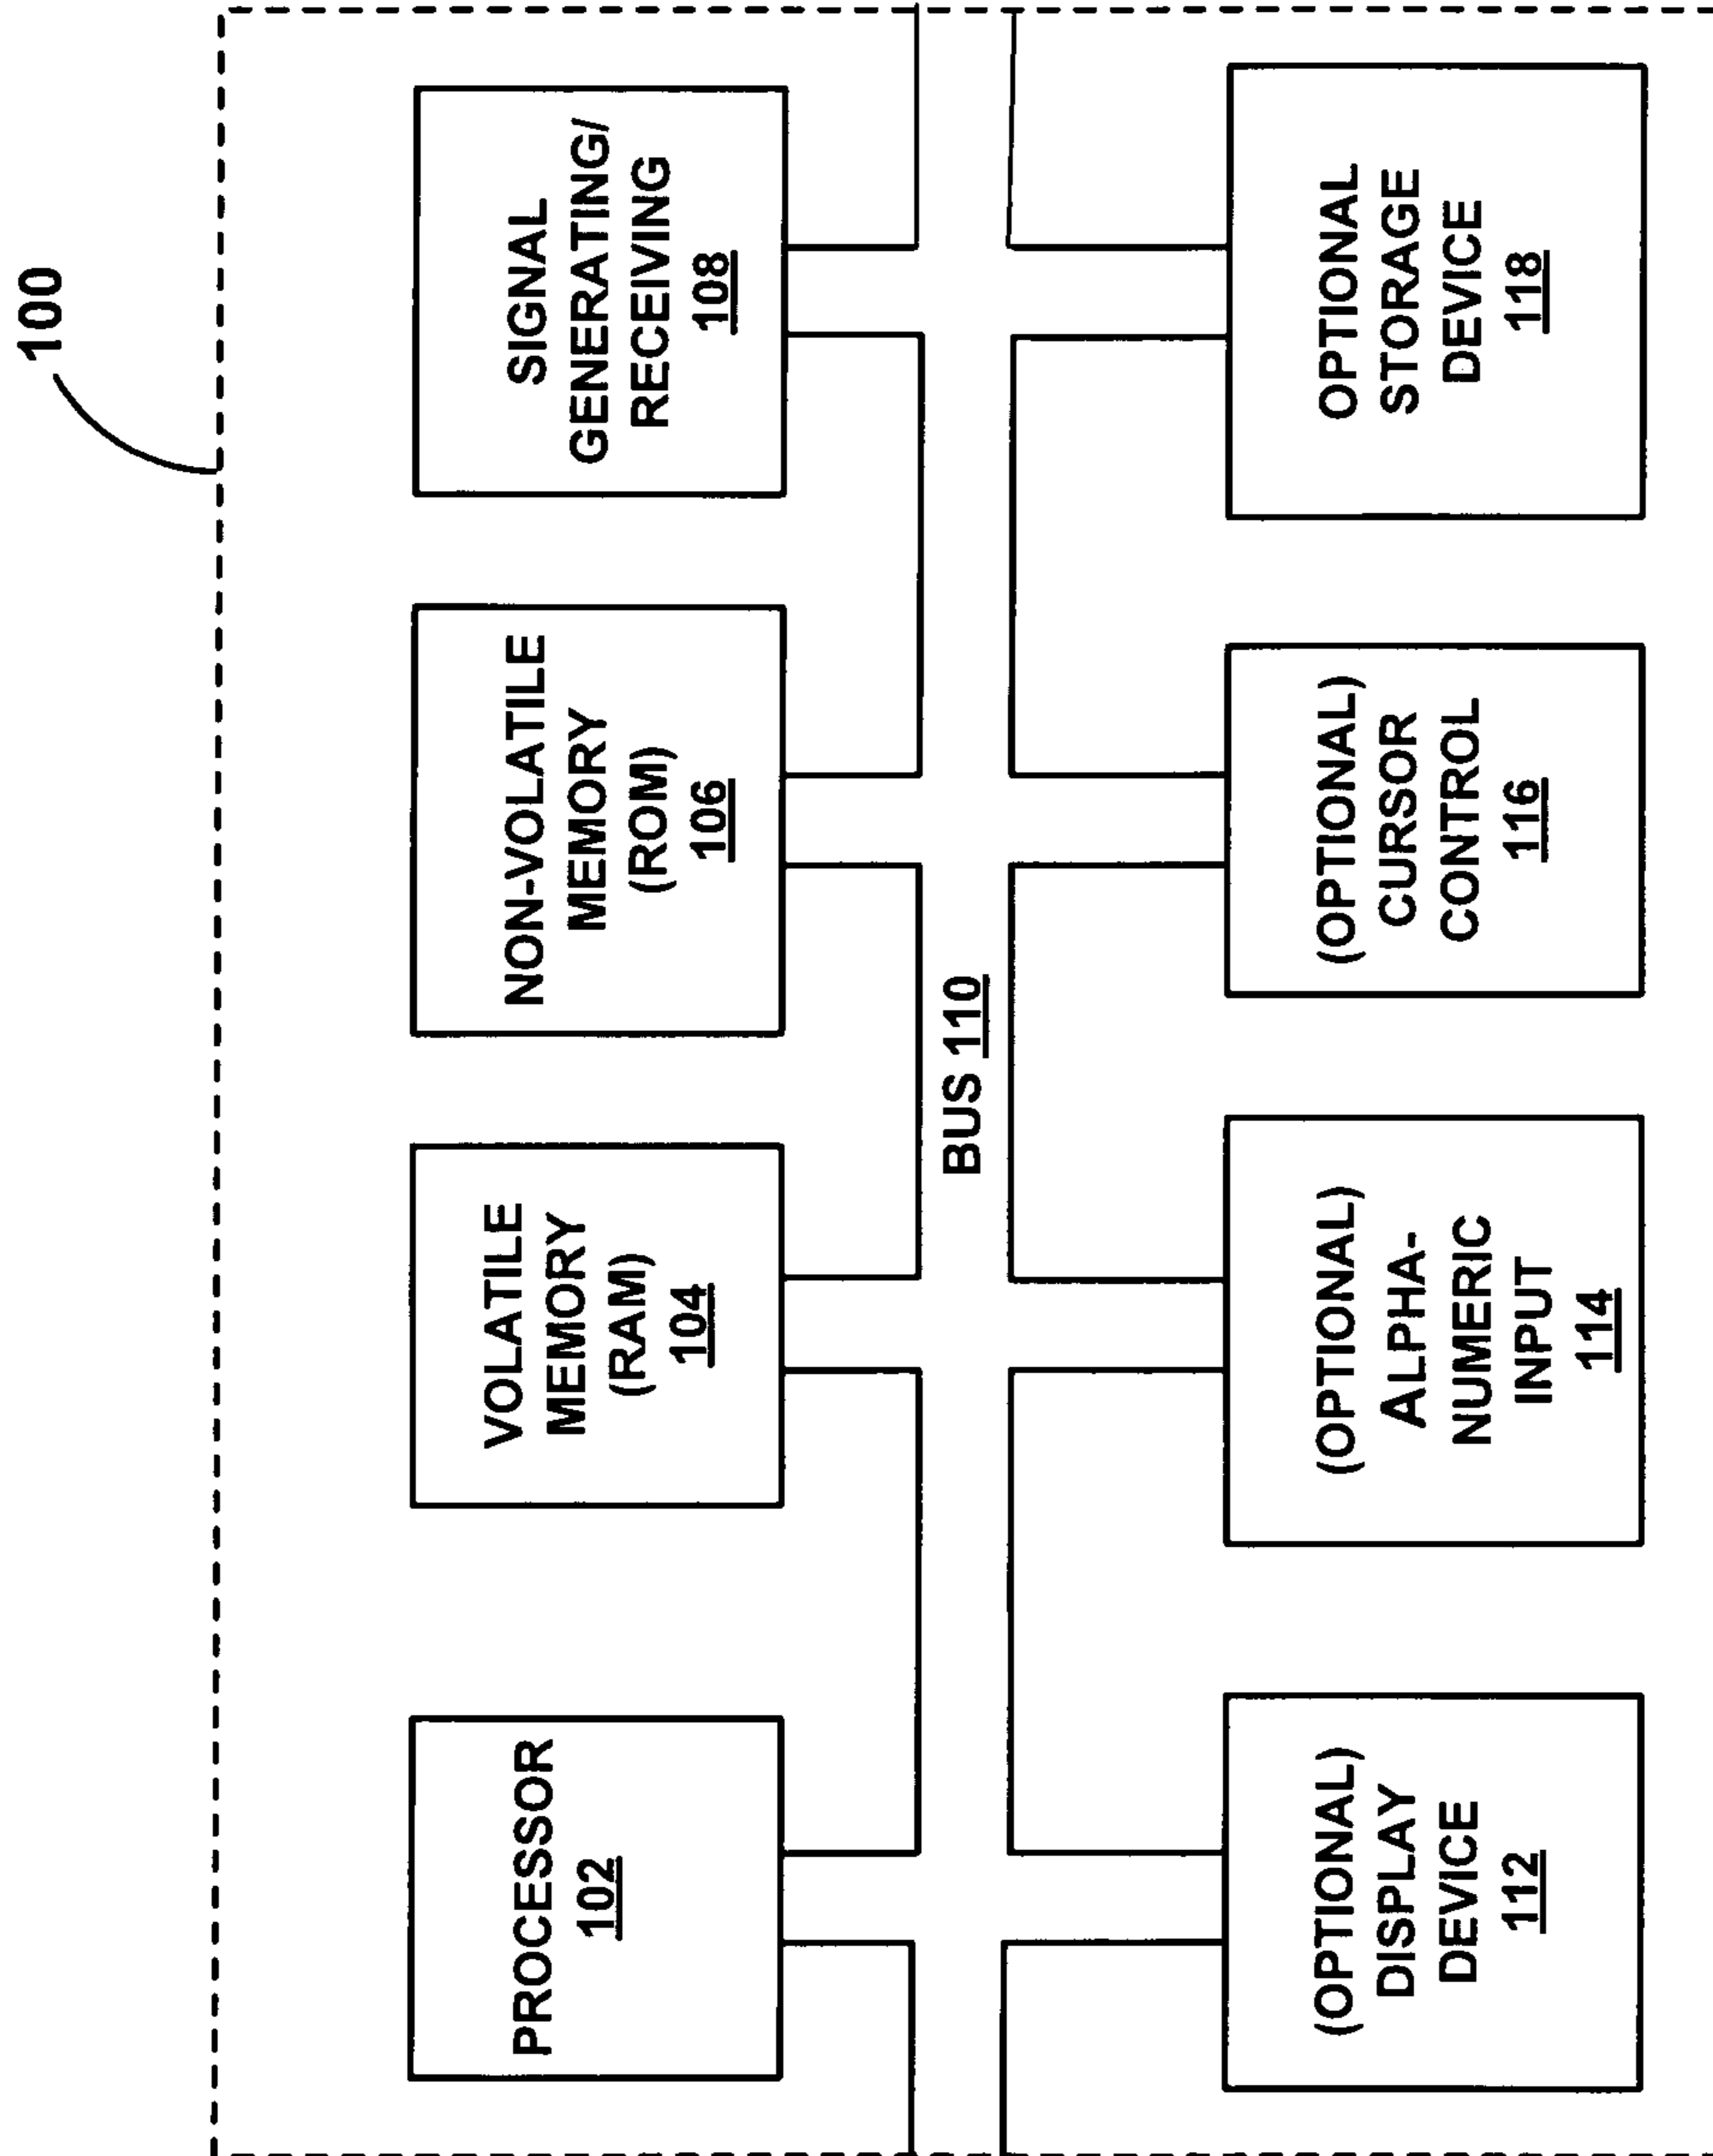 100
PROCESSOR
102
VOLATILE
MEMORY
(RAM)
104
NON-VOLATILE
MEMORY
(ROM)
106
SIGNAL
GENERATING/
RECEIVING
108
BUS 110
(OPTIONAL)
DISPLAY
DEVICE
112
(OPTIONAL)
ALPHA-
NUMERIC
INPUT
114
(OPTIONAL)
CURSOR
CONTROL
116
OPTIONAL
STORAGE
DEVICE
118